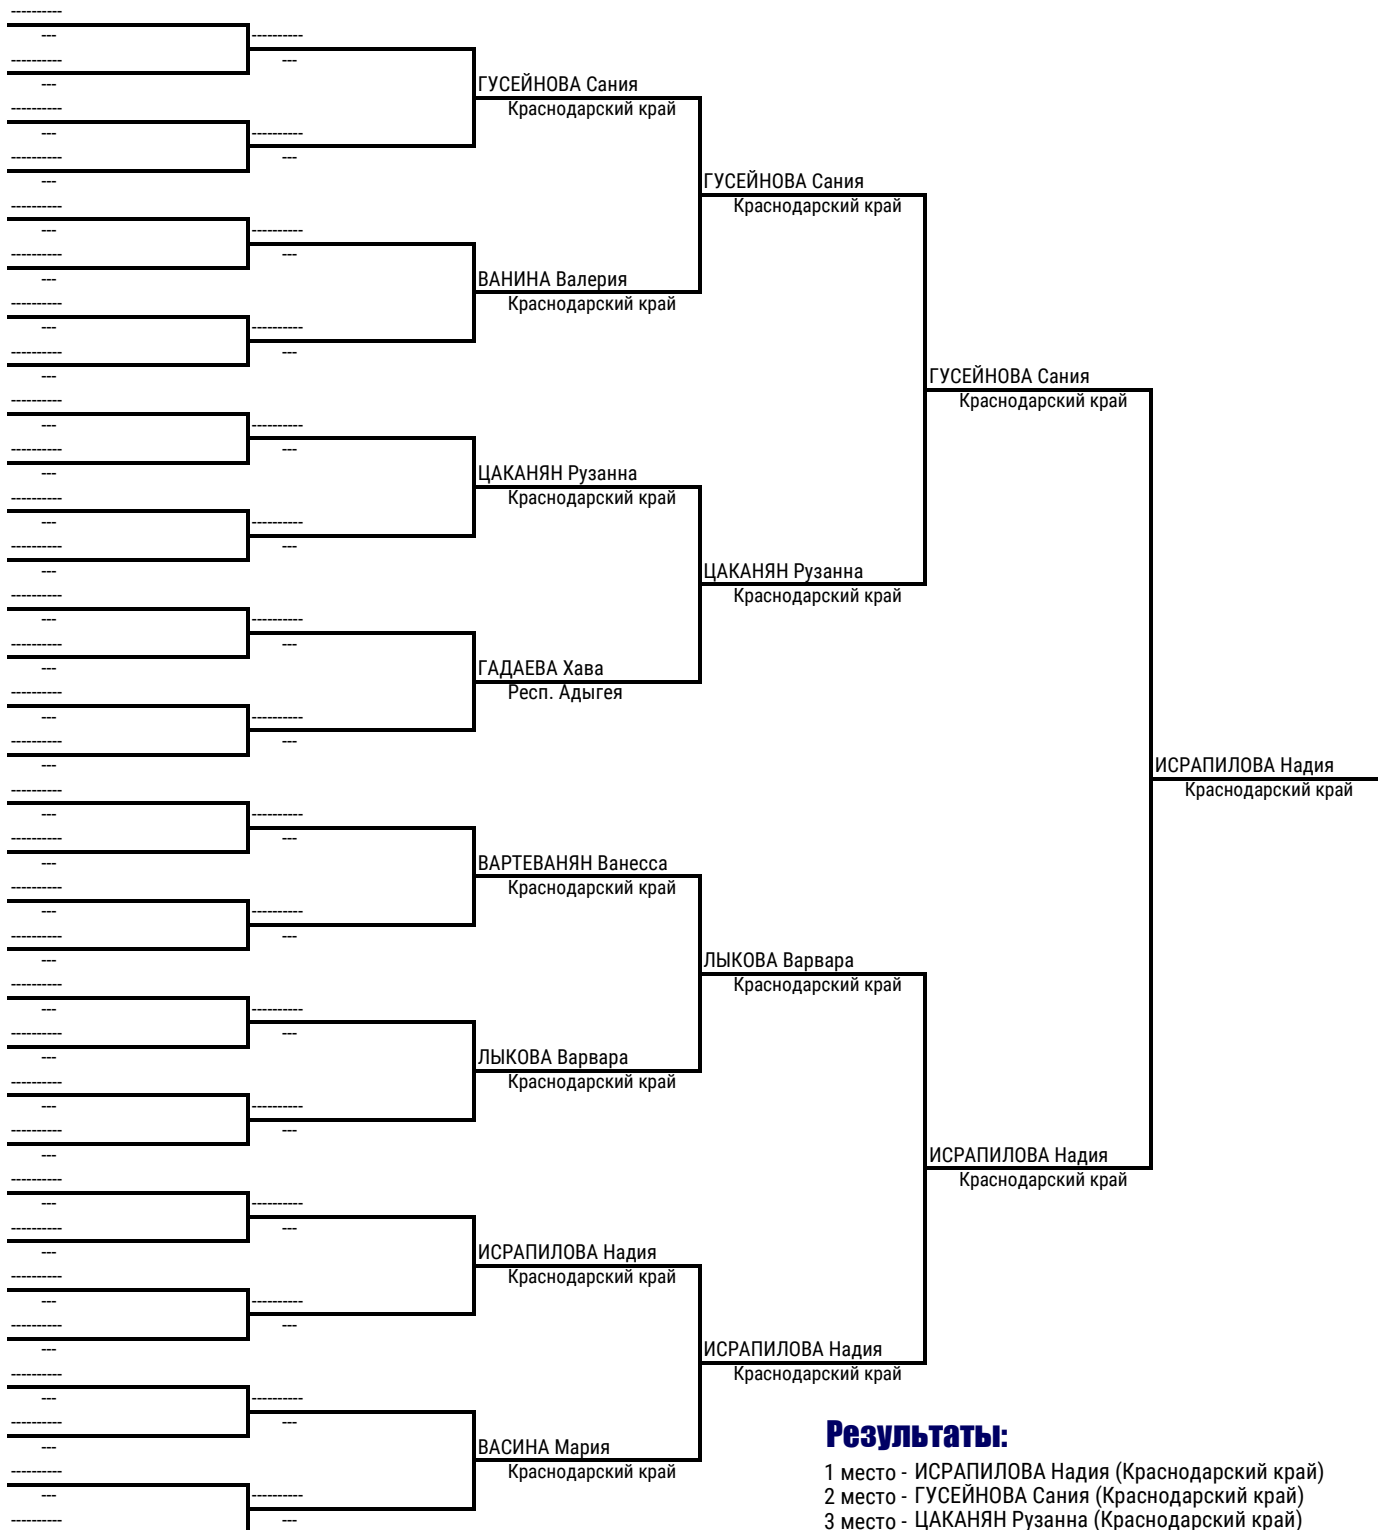 ГУСЕЙНОВА Сания
Краснодарский край
ВАНИНА Валерия
Краснодарский край
ЦАКАНЯН Рузанна
Краснодарский край
ГАДАЕВА Хава
Респ. Адыгея
ВАРТЕВАНЯН Ванесса
Краснодарский край
ЛЫКОВА Варвара
Краснодарский край
ИСРАПИЛОВА Надия
Краснодарский край
ВАСИНА Мария
Краснодарский край
ГУСЕЙНОВА Сания
Краснодарский край
ЦАКАНЯН Рузанна
Краснодарский край
ЛЫКОВА Варвара
Краснодарский край
ИСРАПИЛОВА Надия
Краснодарский край
ГУСЕЙНОВА Сания
Краснодарский край
ИСРАПИЛОВА Надия
Краснодарский край
ИСРАПИЛОВА Надия
Краснодарский край
Результаты:
1 место - ИСРАПИЛОВА Надия (Краснодарский край)
2 место - ГУСЕЙНОВА Сания (Краснодарский край)
3 место - ЦАКАНЯН Рузанна (Краснодарский край)